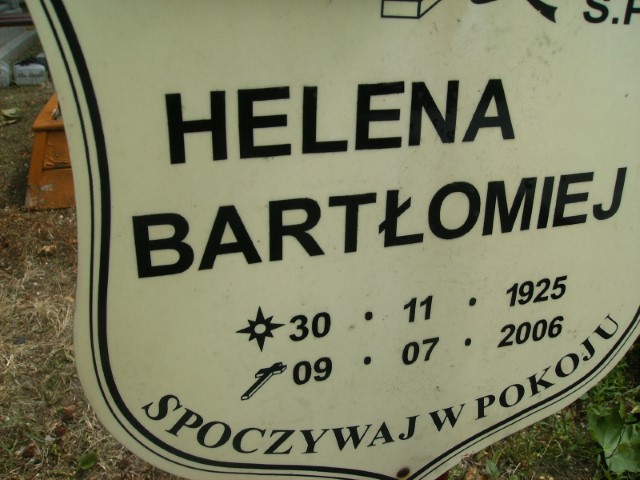 Ś.P
HELENA
BARTŁOMIEJ
30 • 11 • 1925
09 • 07 • 2006
SPOCZYWAJ W POKOJU